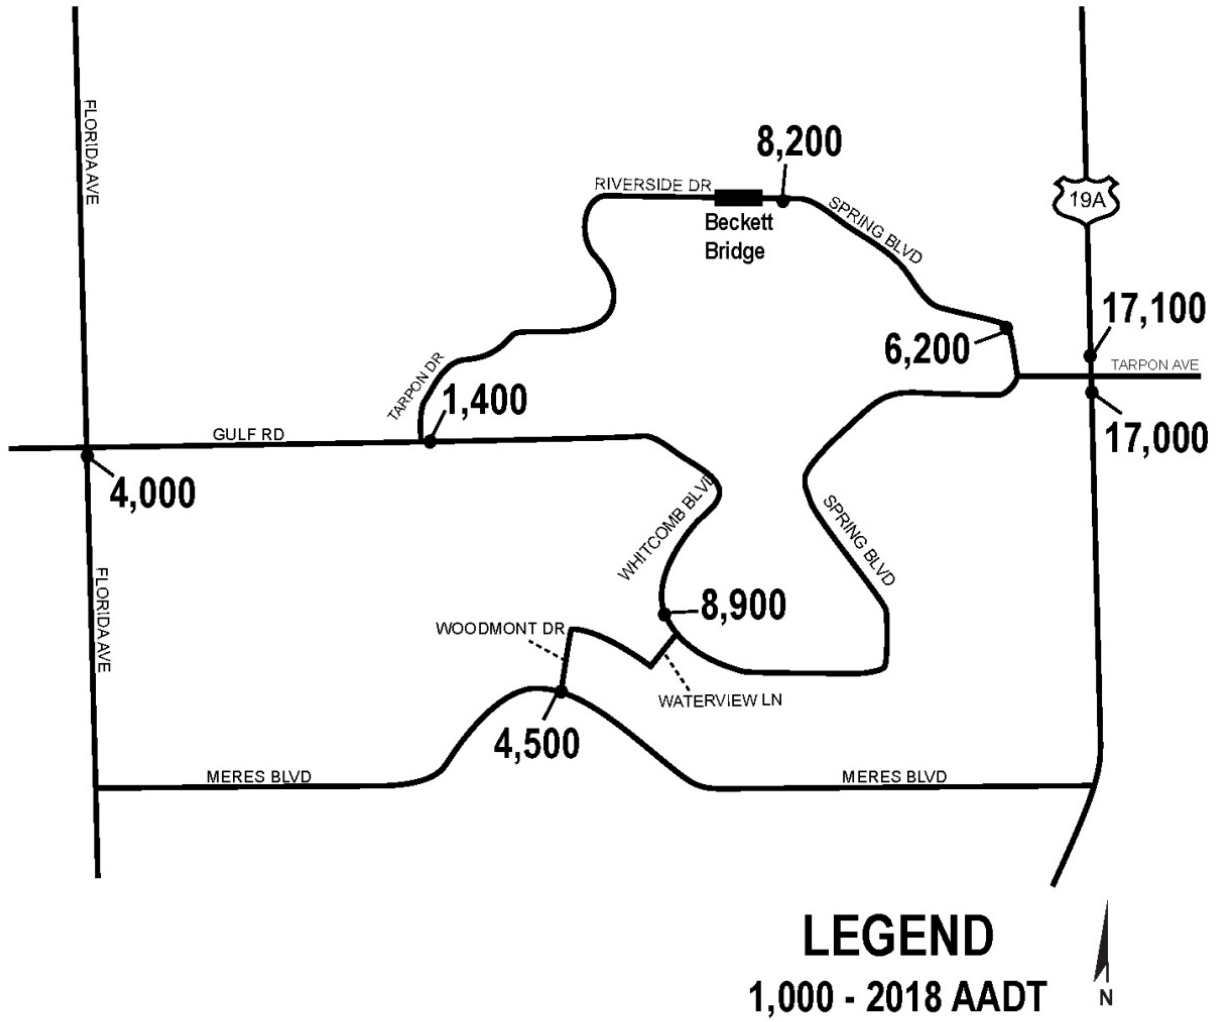 FLORIDA AVE
8,200
RIVERSIDE DR
Beckett
Bridge
SPRING BLVD
19A
17,100
6,200
TARPON AVE
TARPON DR
1,400
17,000
GULF RD
4,000
WHITCOMB BLVD
SPRING BLVD
FLORIDA AVE
8,900
WOODMONT DR
WATERVIEW LN
4,500
MERES BLVD
MERES BLVD
LEGEND
1,000 - 2018 AADT
N